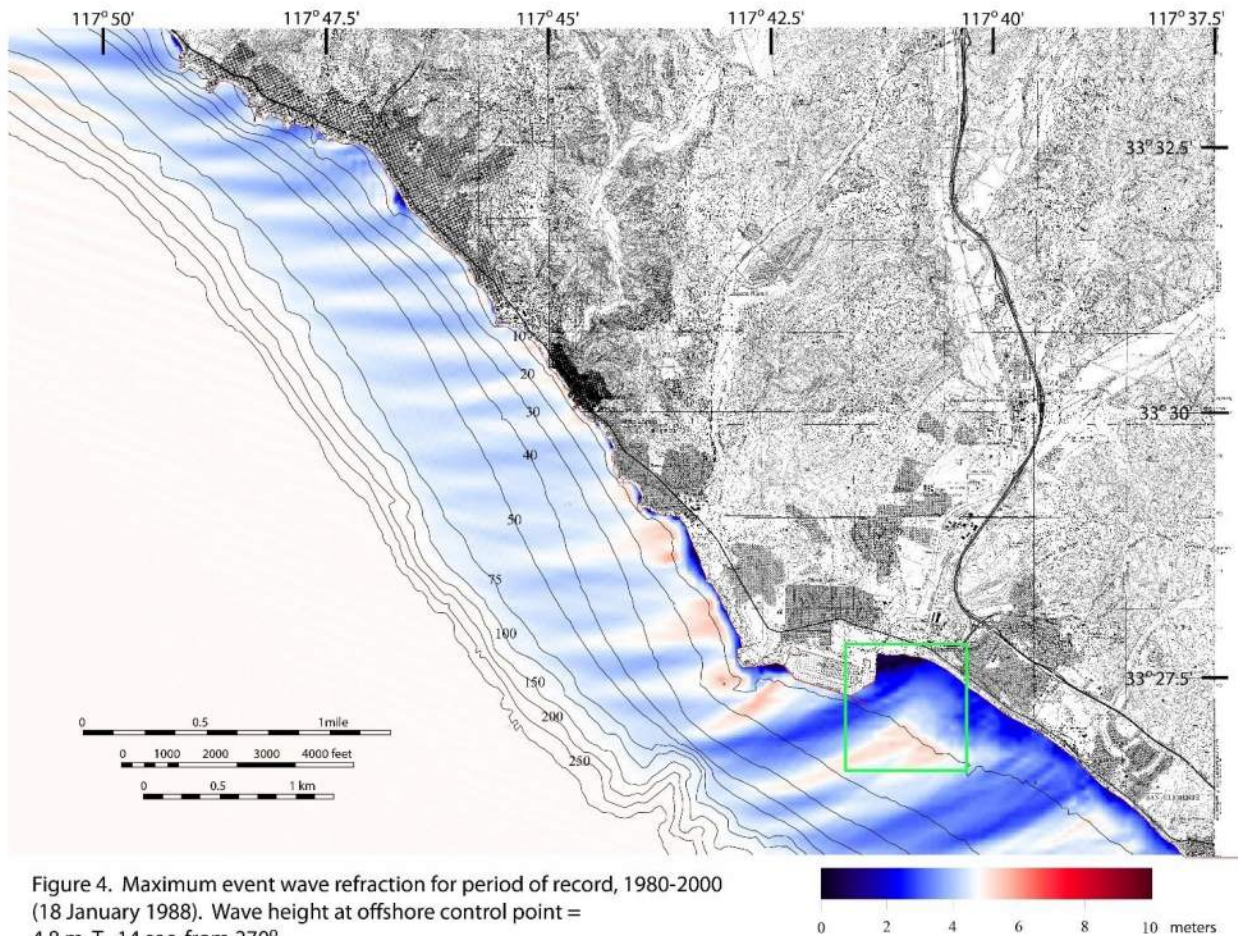 117° 50' 117° 47.5' 117° 45' 117° 42.5' 117° 40' 117° 37.5'
33° 32.5'
10
20
30
33° 30'
40
50
75
100
150
33° 27.5'
200
250
0 0.5 1mile
0 1000 2000 3000 4000 feet
0 0.5 1 km
Figure 4. Maximum event wave refraction for period of record, 1980-2000
(18 January 1988). Wave height at offshore control point =
0 2 4 6 8 10 meters